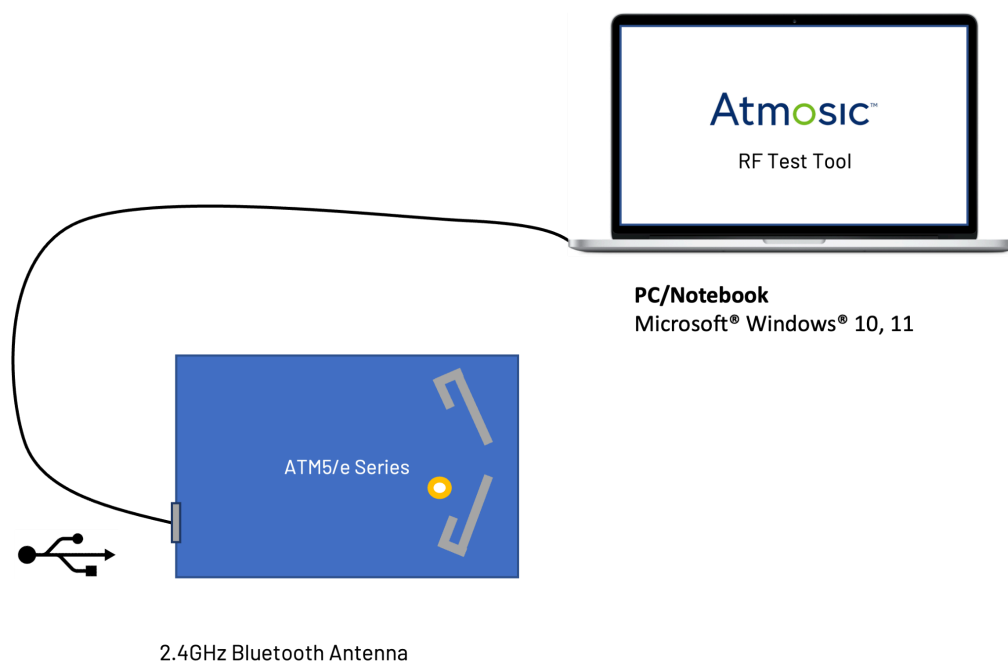 Atmosic™
RF Test Tool
PC/Notebook
Microsoft® Windows® 10, 11
ATM5/e Series
2.4GHz Bluetooth Antenna